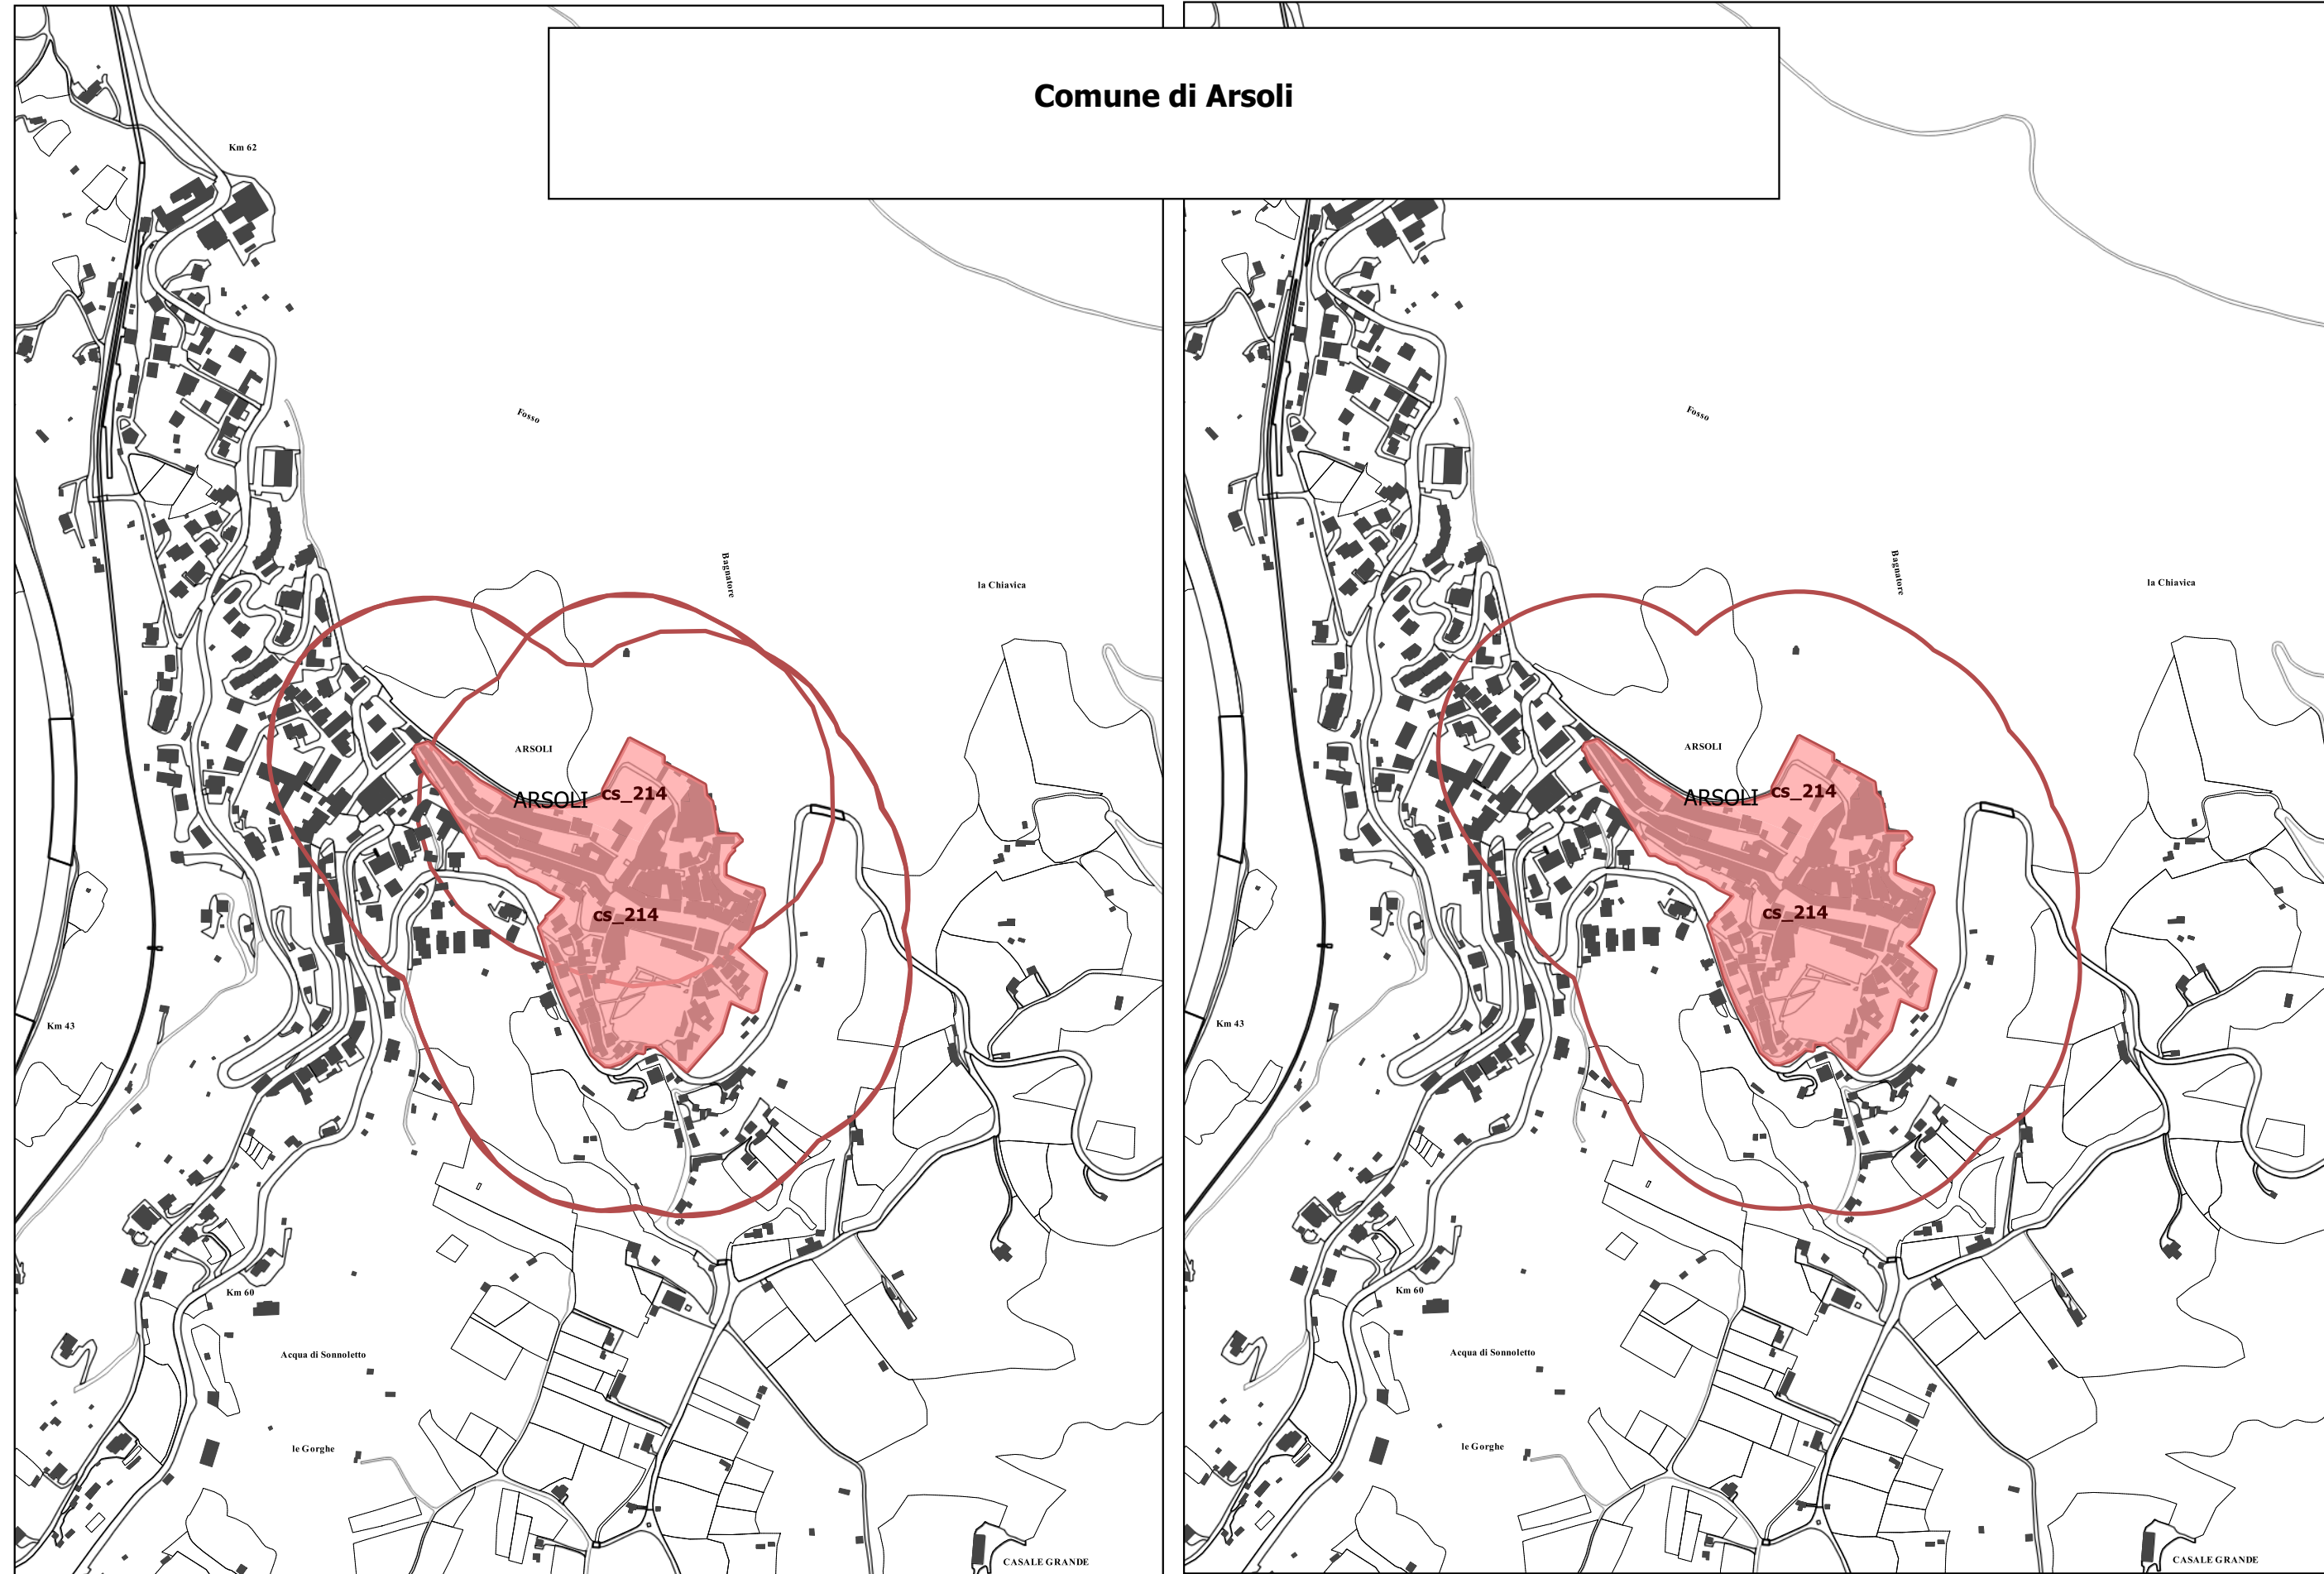 Comune di Arsoli
Km 62
Fosso
Bagnatore
la Chiavica
ARSOLI
ARSOLI
cs_214
cs_214
Km 43
Km 60
Acqua di Sonnoletto
le Gorghe
CASALE GRANDE
Fosso
Bagnatore
la Chiavica
ARSOLI
ARSOLI
cs_214
cs_214
Km 43
Km 60
Acqua di Sonnoletto
le Gorghe
CASALE GRANDE